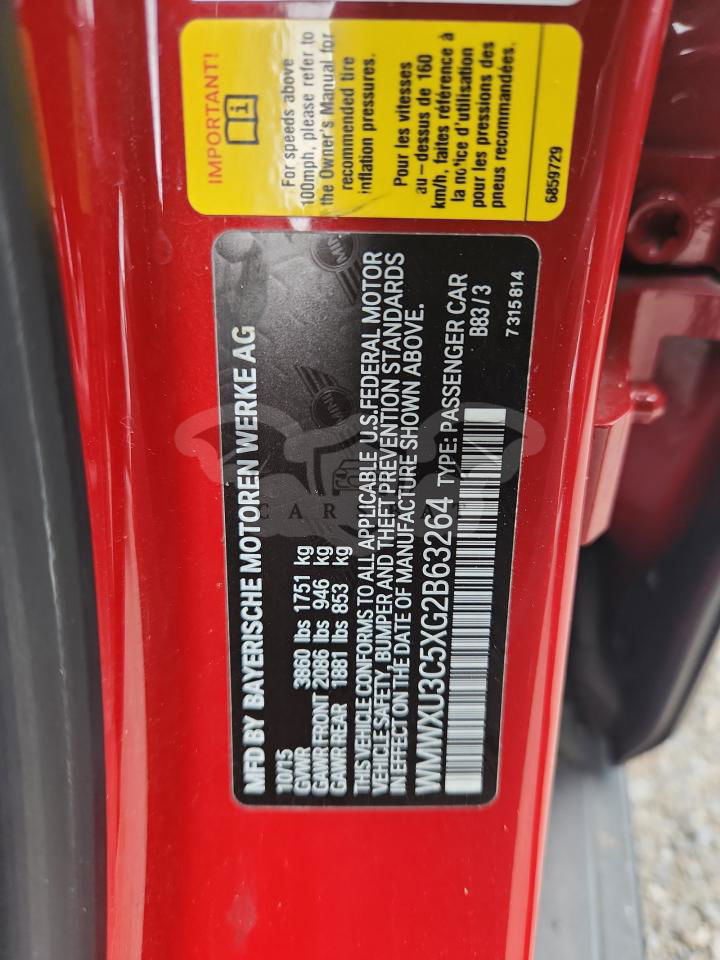 IMPORTANT!
For speeds above
100mph, please refer to
the Owner's Manual for
recommended tire
inflation pressures.
Pour les vitesses
au-dessus de 160
km/h, faites référence à
la notice d'utilisation
pour les pressions des
pneus recommandées.
6859729
MFD BY BAYERISCHE MOTOREN WERKE AG
10/15
GVWR 3860 lbs 1751 kg
GAWR FRONT 2086 lbs 946 kg
GAWR REAR 1881 lbs 853 kg
THIS VEHICLE CONFORMS TO ALL APPLICABLE U.S.FEDERAL MOTOR
VEHICLE SAFETY, BUMPER AND THEFT PREVENTION STANDARDS
IN EFFECT ON THE DATE OF MANUFACTURE SHOWN ABOVE.
WMWXU3C5XG2B63264 TYPE: PASSENGER CAR
B83 / 3
7315814
MINI
MINI